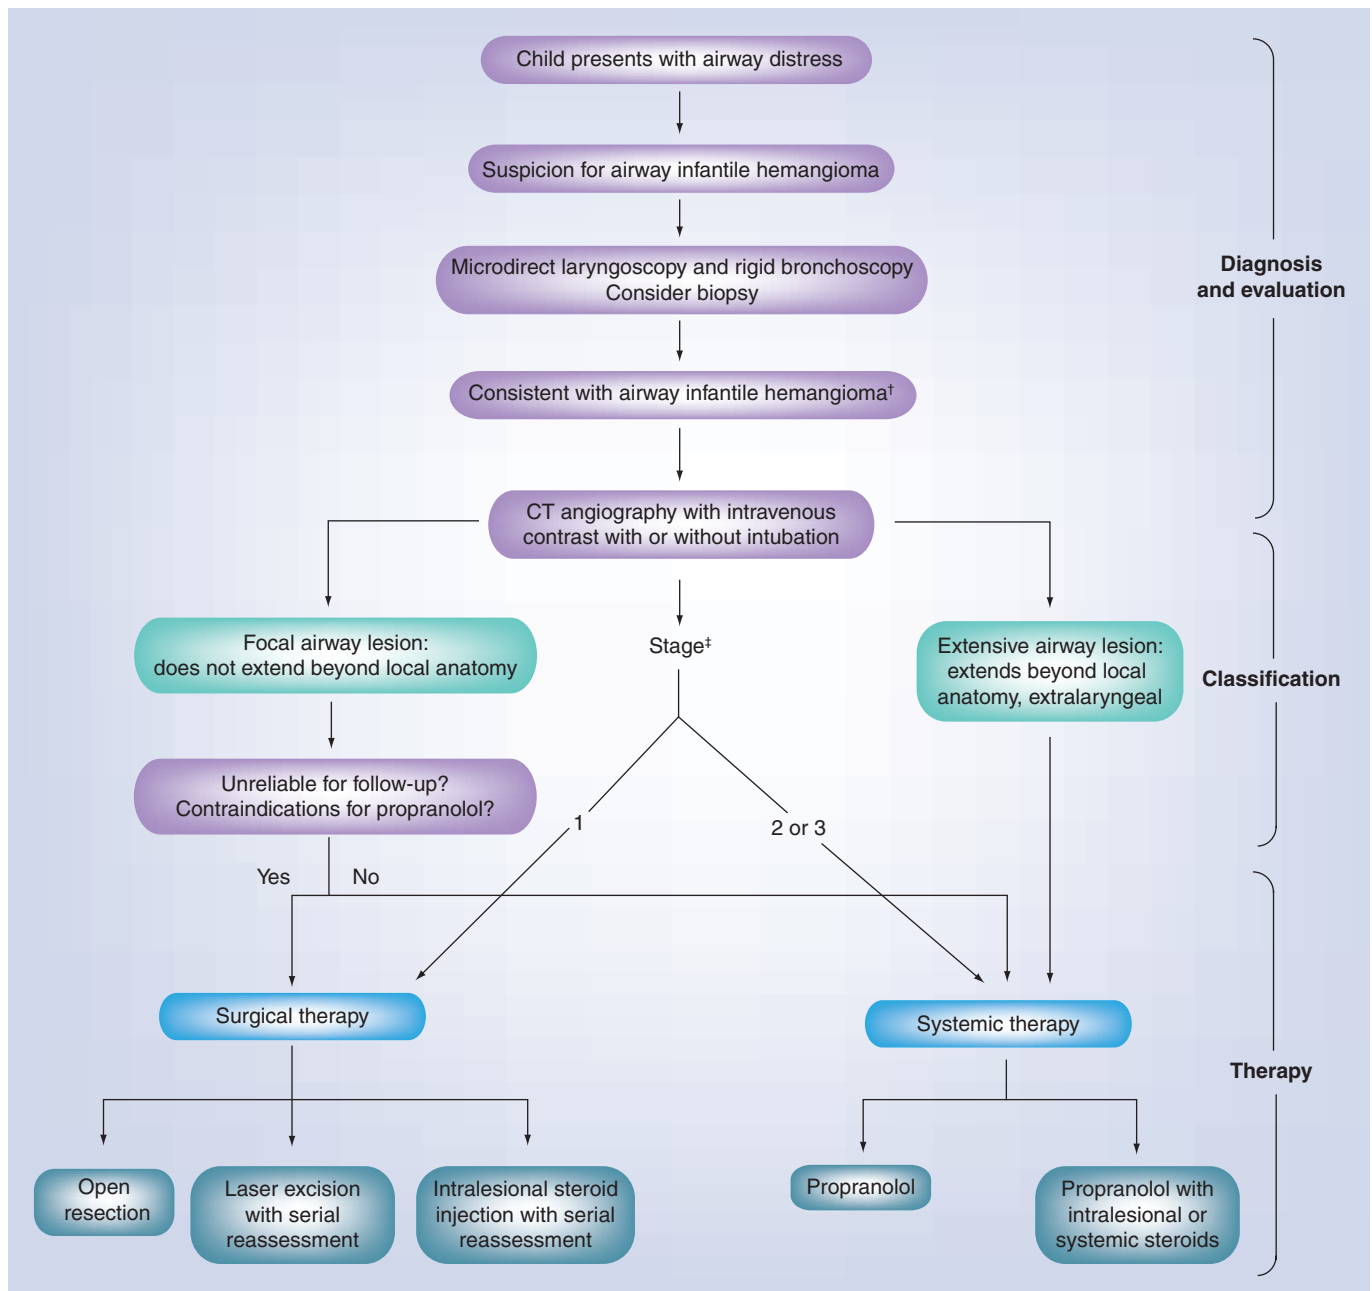 Child presents with airway distress
Suspicion for airway infantile hemangioma
Microdirect laryngoscopy and rigid bronchoscopy
Consider biopsy
Diagnosis
and evaluation
Consistent with airway infantile hemangioma†
CT angiography with intravenous
contrast with or without intubation
Focal airway lesion:
does not extend beyond local anatomy
Stage‡
Extensive airway lesion:
extends beyond local
anatomy, extralaryngeal
Classification
Unreliable for follow-up?
Contraindications for propranolol?
1
2 or 3
Yes
No
Surgical therapy
Systemic therapy
Therapy
Open
resection
Laser excision
with serial
reassessment
Intralesional steroid
injection with serial
reassessment
Propranolol
Propranolol with
intralesional or
systemic steroids